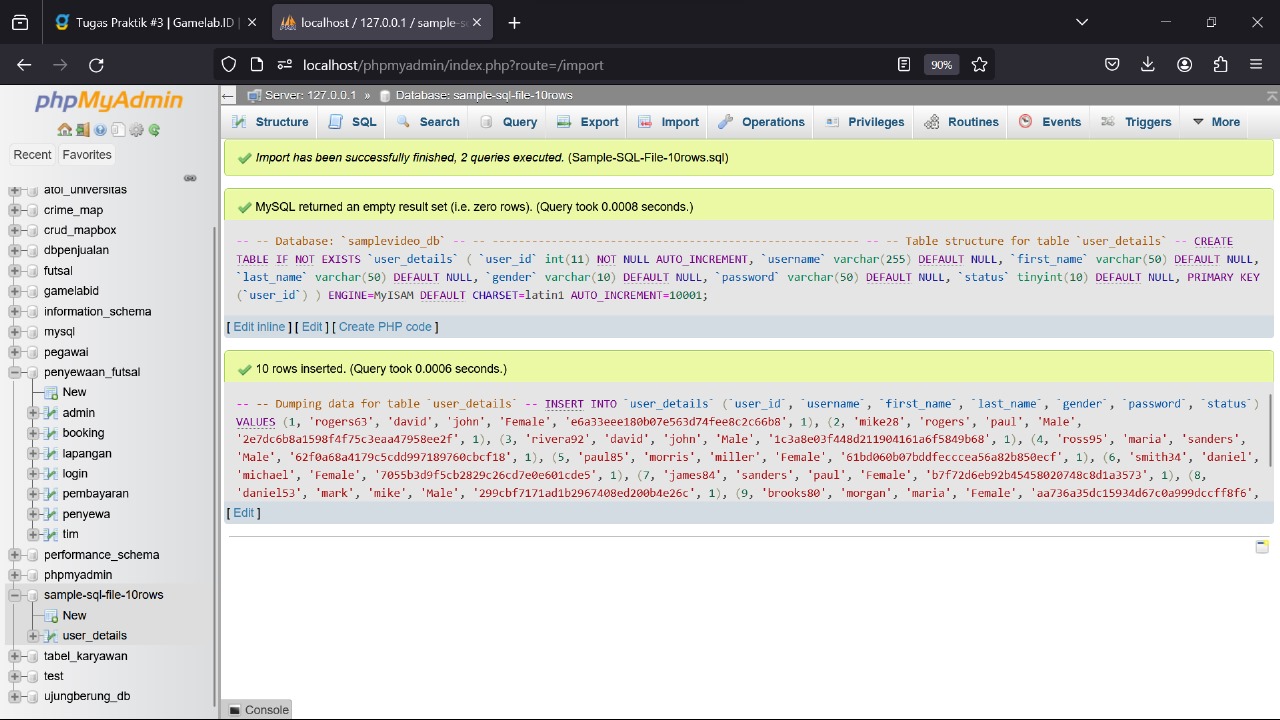 Tugas Praktik #3 | Gamelab.ID |
localhost / 127.0.0.1 / sample-s
localhost/phpmyadmin/index.php?route=/import
90%
phpMyAdmin
Recent
Favorites
atol_universitas
crime_map
crud_mapbox
dbpenjualan
futsal
gamelabid
information_schema
mysql
pegawai
penyewaan_futsal
New
admin
booking
lapangan
login
pembayaran
penyewa
tim
performance_schema
phpmyadmin
sample-sql-file-10rows
New
user_details
tabel_karyawan
test
ujungberung_db
Server: 127.0.0.1 » Database: sample-sql-file-10rows
Structure SQL Search Query Export Import Operations Privileges Routines Events Triggers More
Import has been successfully finished, 2 queries executed. (Sample-SQL-File-10rows.sql)
MySQL returned an empty result set (i.e. zero rows). (Query took 0.0008 seconds.)
-- -- Database: `samplevideo_db` -- -- -------------------------------------------------------- -- -- Table structure for table `user_details` -- CREATE
TABLE IF NOT EXISTS `user_details` ( `user_id` int(11) NOT NULL AUTO_INCREMENT, `username` varchar(255) DEFAULT NULL, `first_name` varchar(50) DEFAULT NULL,
`last_name` varchar(50) DEFAULT NULL, `gender` varchar(10) DEFAULT NULL, `password` varchar(50) DEFAULT NULL, `status` tinyint(10) DEFAULT NULL, PRIMARY KEY
(`user_id`) ) ENGINE=MyISAM DEFAULT CHARSET=latin1 AUTO_INCREMENT=10001;
[ Edit inline ] [ Edit ] [ Create PHP code ]
10 rows inserted. (Query took 0.0006 seconds.)
-- -- Dumping data for table `user_details` -- INSERT INTO `user_details` (`user_id`, `username`, `first_name`, `last_name`, `gender`, `password`, `status`)
VALUES (1, 'rogers63', 'david', 'john', 'Female', 'e6a33eee180b07e563d74fee8c2c66b8', 1), (2, 'mike28', 'rogers', 'paul', 'Male',
'2e7dc6b8a1598f4f75c3eaa47958ee2f', 1), (3, 'rivera92', 'david', 'john', 'Male', '1c3a8e03f448d211904161a6f5849b68', 1), (4, 'ross95', 'maria', 'sanders',
'Male', '62f0a68a4179c5cdd997189760cbcf18', 1), (5, 'paul85', 'morris', 'miller', 'Female', '61bd060b07bddfecccea56a82b850ecf', 1), (6, 'smith34', 'daniel',
'michael', 'Female', '7055b3d9f5cb2829c26cd7e0e601cde5', 1), (7, 'james84', 'sanders', 'paul', 'Female', 'b7f72d6eb92b45458020748c8d1a3573', 1), (8,
'daniel53', 'mark', 'mike', 'Male', '299cbf7171ad1b2967408ed200b4e26c', 1), (9, 'brooks80', 'morgan', 'maria', 'Female', 'aa736a35dc15934d67c0a999dccff8f6',
[ Edit ]
Console